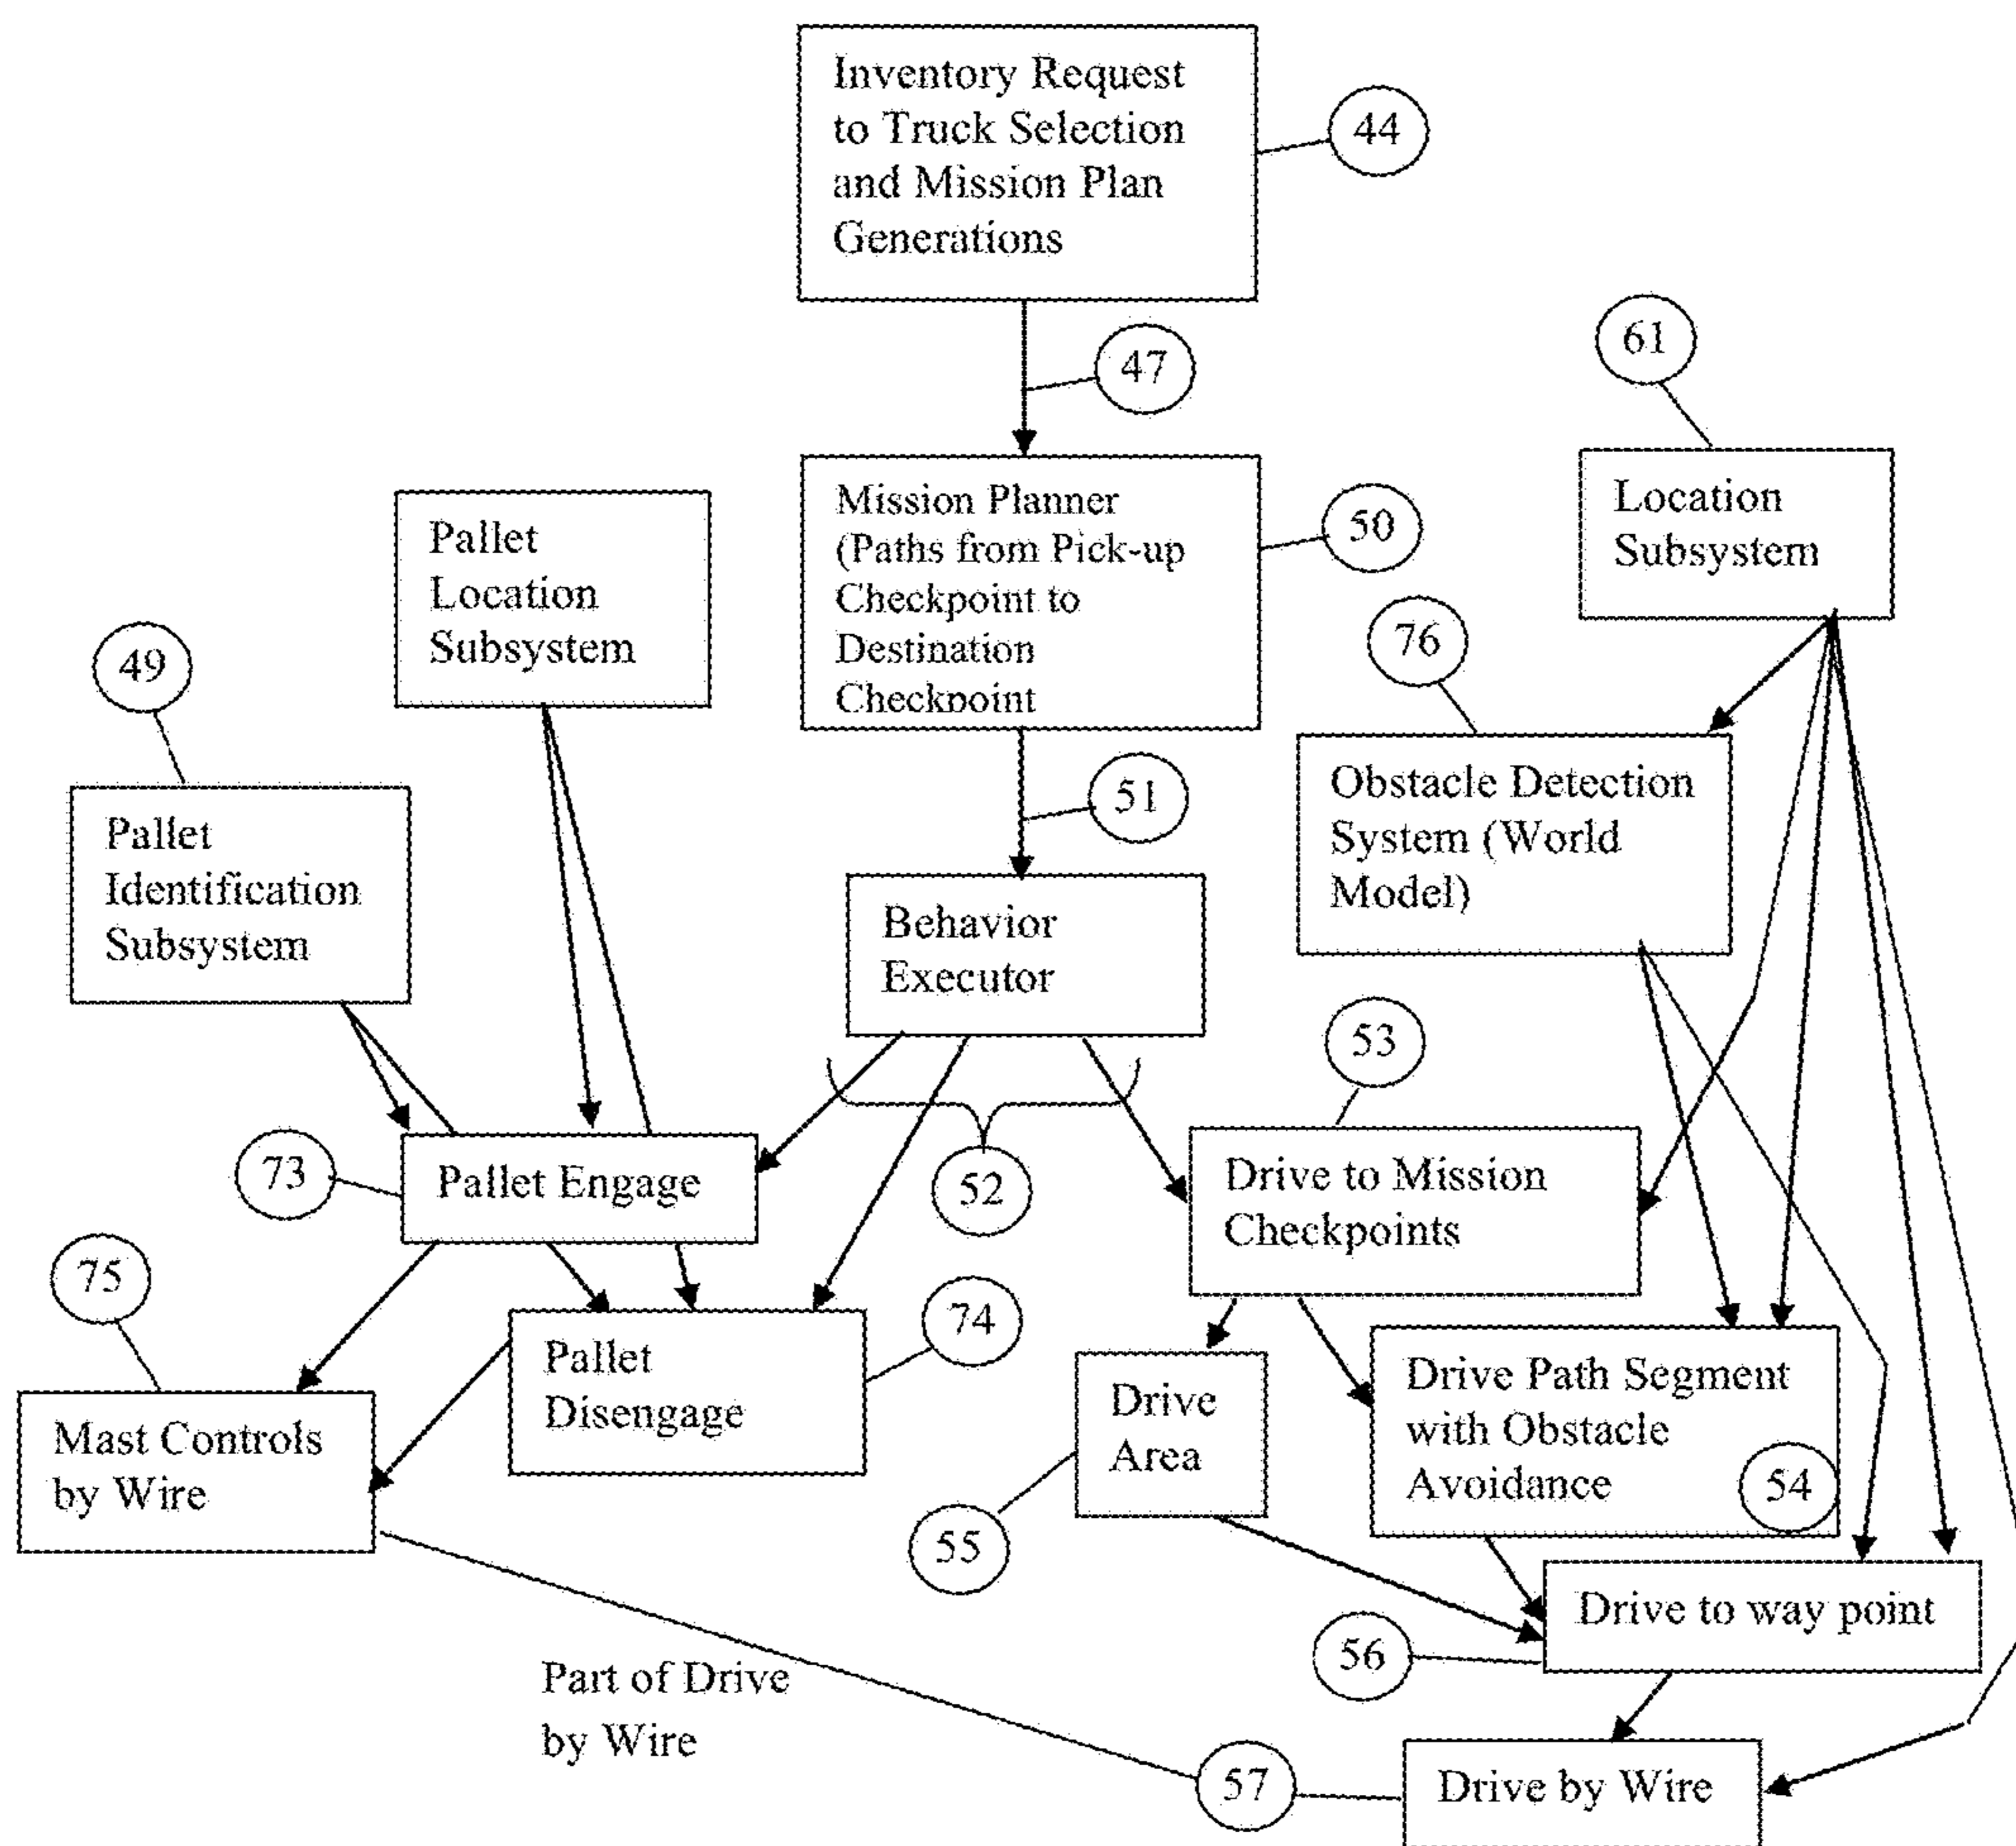 Inventory Request
to Truck Selection
and Mission Plan
Generations
44
47
61
Mission Planner
(Paths from Pick-up
Checkpoint to
Destination
Checkpoint
50
Location
Subsystem
Pallet
Location
Subsystem
76
49
51
Obstacle Detection
System (World
Model)
Pallet
Identification
Subsystem
Behavior
Executor
53
73
Pallet Engage
52
Drive to Mission
Checkpoints
75
74
Pallet
Disengage
Drive
Area
Drive Path Segment
with Obstacle
Avoidance
54
Mast Controls
by Wire
55
Drive to way point
56
Part of Drive
by Wire
57
Drive by Wire